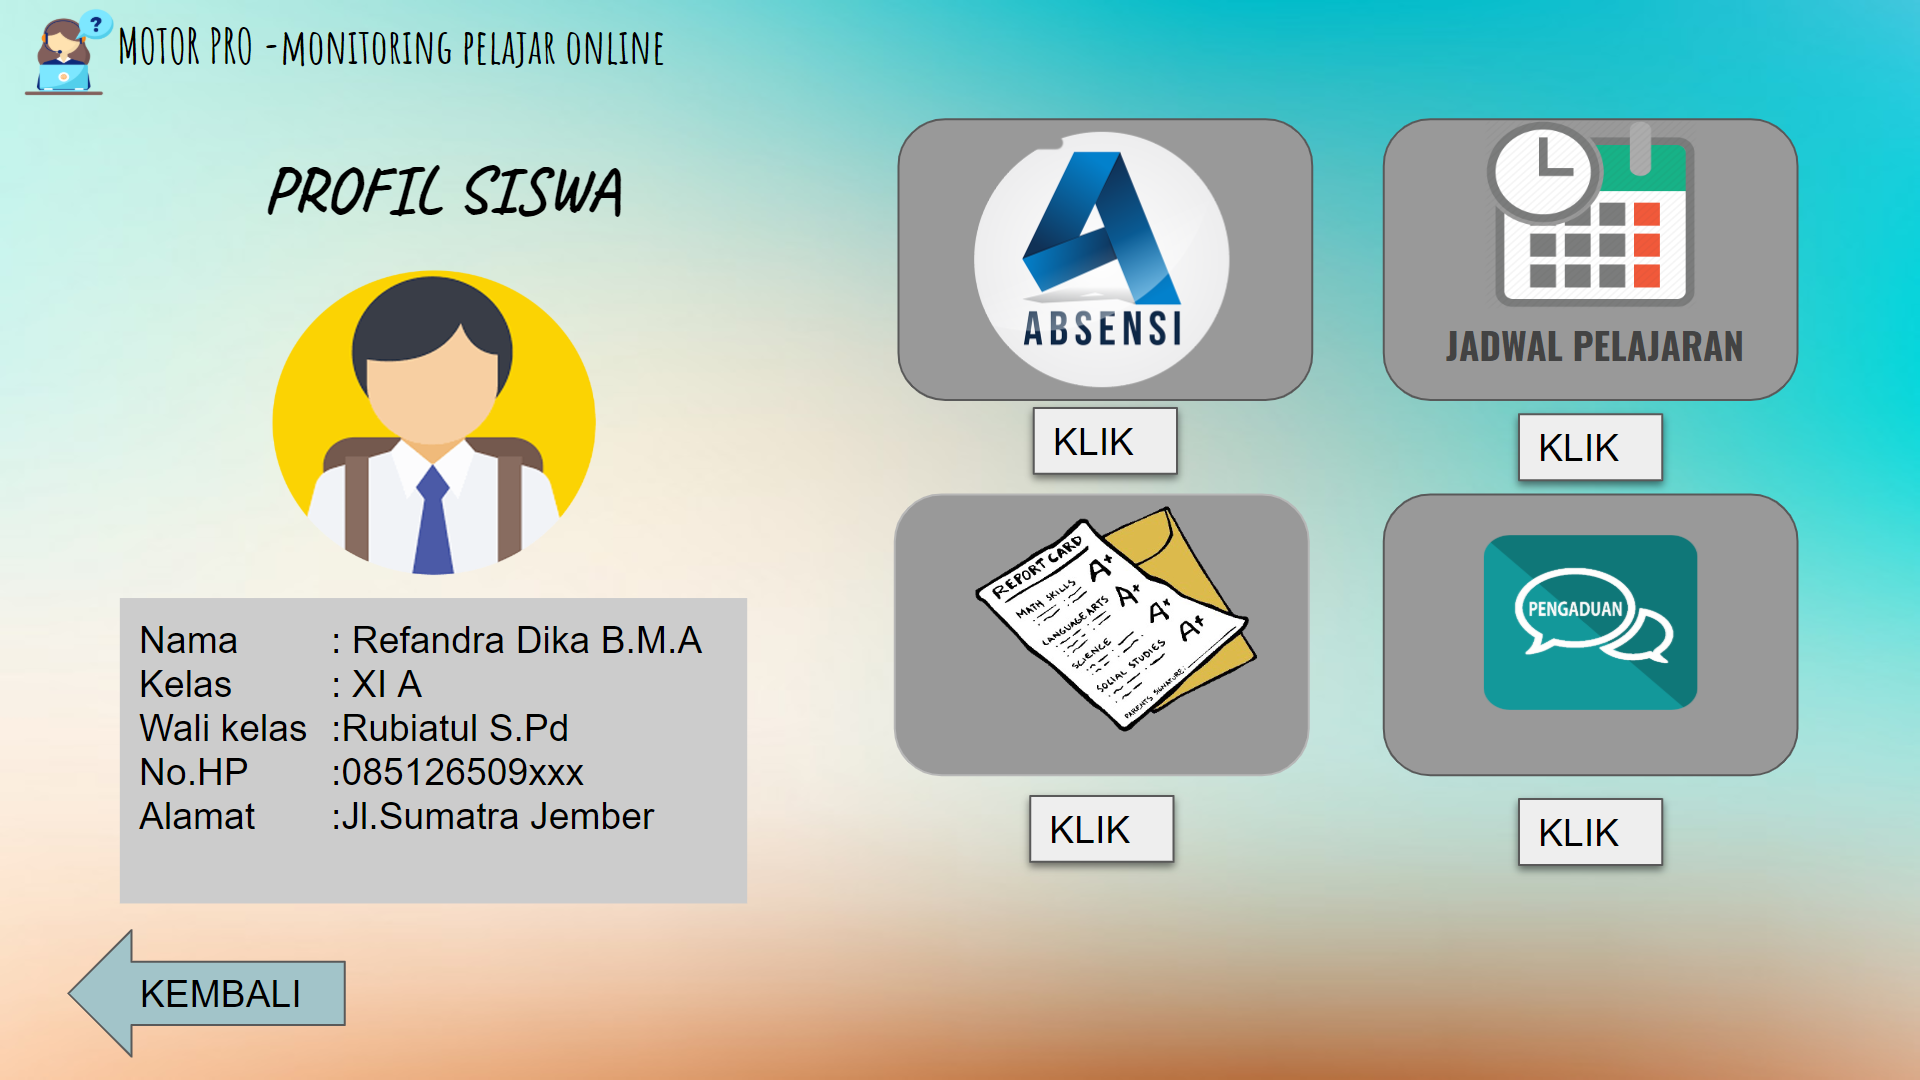 ?
MOTOR PRO -MONITORING PELAJAR ONLINE
PROFIL SISWA
Nama : Refandra Dika B.M.A
Kelas : XI A
Wali kelas :Rubiatul S.Pd
No.HP :085126509xxx
Alamat :Jl.Sumatra Jember
KEMBALI
ABSENSI
KLIK
JADWAL PELAJARAN
KLIK
REPORT CARD
MATH SKILLS A+
LANGUAGE ARTS A+
SCIENCE A+
SOCIAL STUDIES A+
PARENTS SIGNATURE:
KLIK
PENGADUAN
KLIK